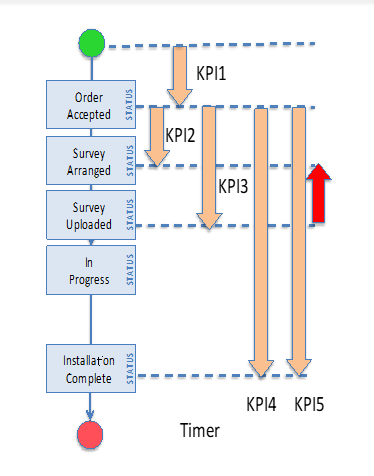 KPI1
Order
Accepted
STATUS
KPI2
Survey
Arranged
STATUS
KPI3
Survey
Uploaded
STATUS
In
Progress
STATUS
Installation
Complete
STATUS
KPI4 KPI5
Timer